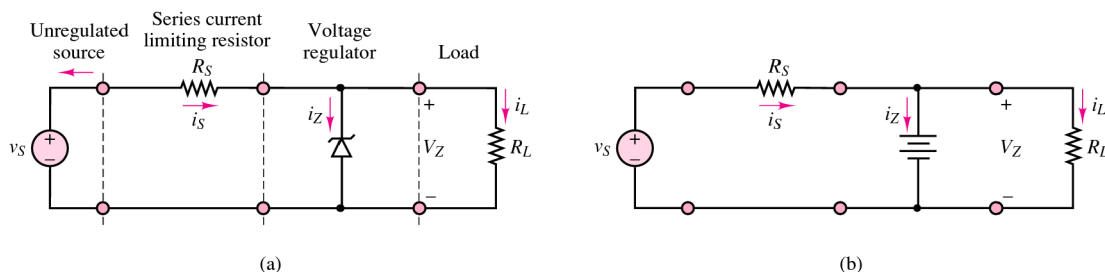 Unregulated
source
Series current
limiting resistor
Voltage
regulator
Load
R_S
i_S
i_Z
+
V_Z
−
i_L
R_L
v_S
+
−
(a)
R_S
i_S
i_Z
+
V_Z
−
i_L
R_L
v_S
+
−
(b)